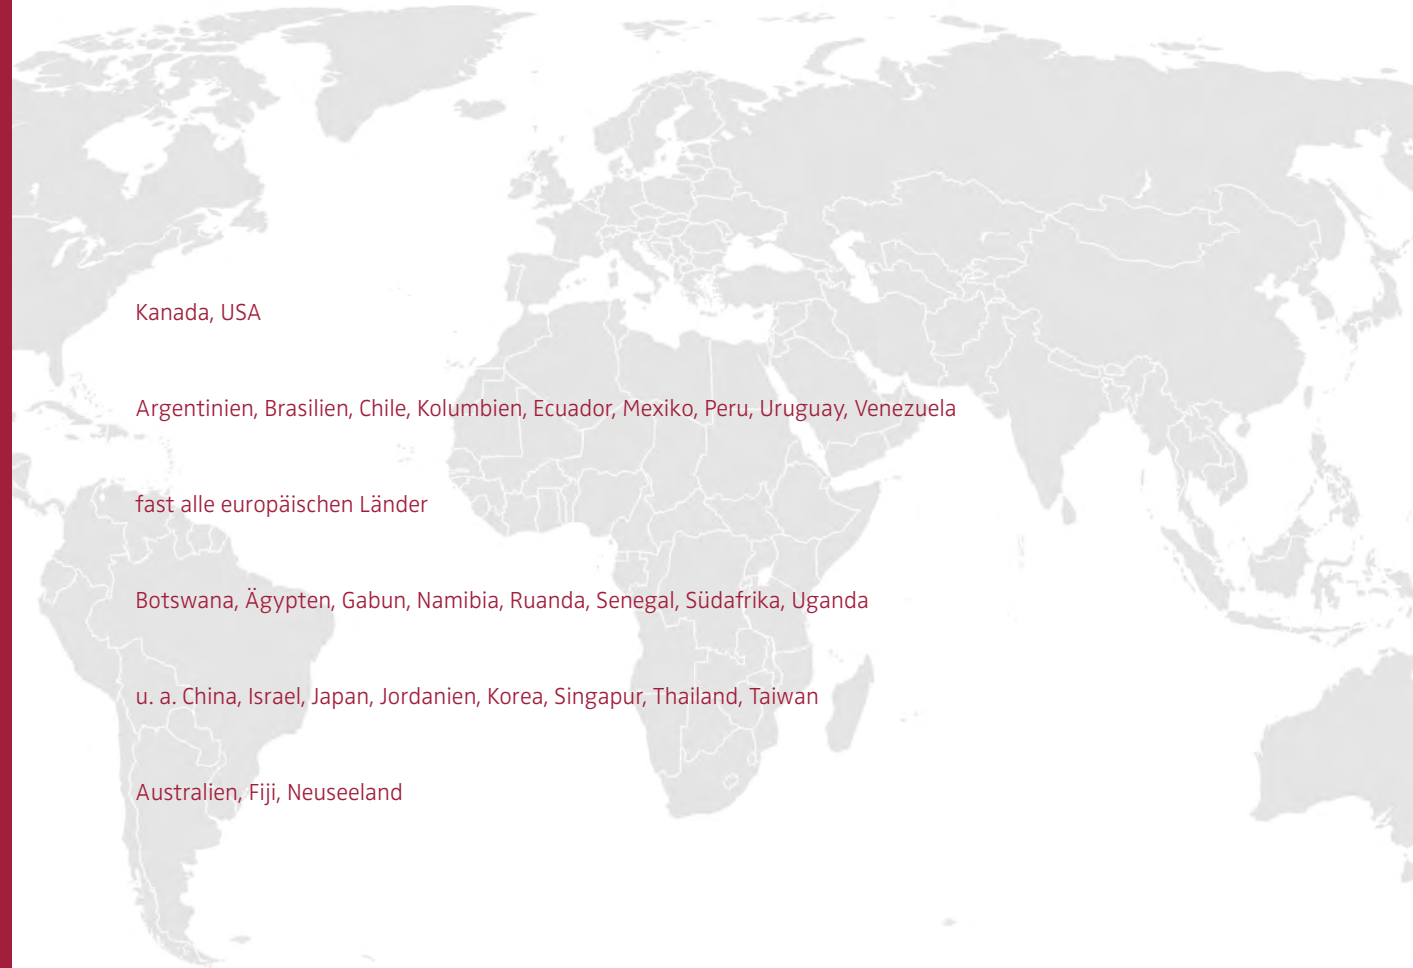 Kanada, USA
Argentinien, Brasilien, Chile, Kolumbien, Ecuador, Mexiko, Peru, Uruguay, Venezuela
fast alle europäischen Länder
Botswana, Ägypten, Gabun, Namibia, Ruanda, Senegal, Südafrika, Uganda
u. a. China, Israel, Japan, Jordanien, Korea, Singapur, Thailand, Taiwan
Australien, Fiji, Neuseeland